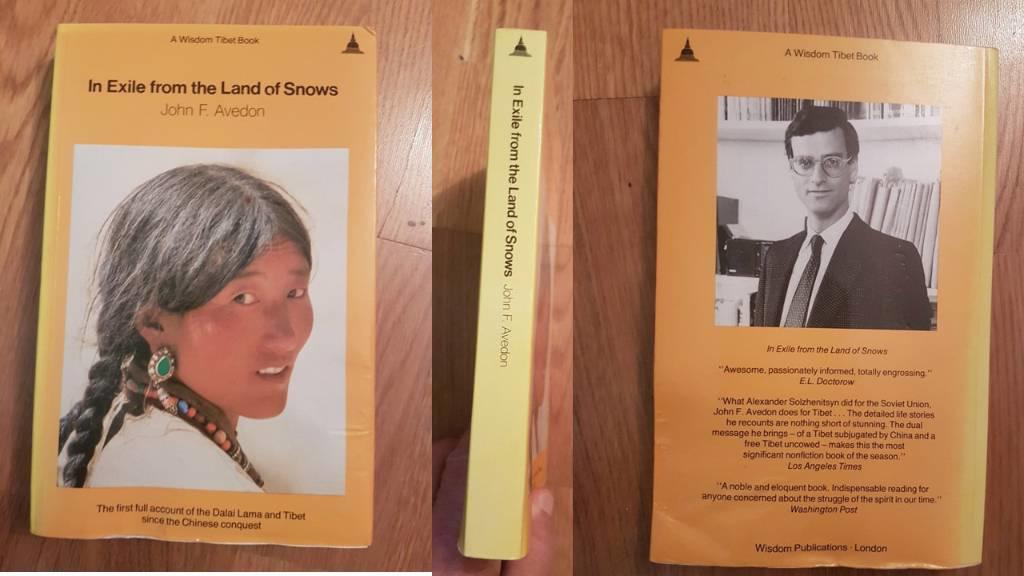 A Wisdom Tibet Book
In Exile from the Land of Snows
John F. Avedon
The first full account of the Dalai Lama and Tibet
since the Chinese conquest
In Exile from the Land of Snows John F. Avedon
A Wisdom Tibet Book
In Exile from the Land of Snows
"Awesome, passionately informed, totally engrossing."
E.L. Doctorow
"What Alexander Solzhenitsyn did for the Soviet Union,
John F. Avedon does for Tibet . . . The detailed life stories
he recounts are nothing short of stunning. The dual
message he brings – of a Tibet subjugated by China and a
free Tibet uncowed – makes this the most
significant nonfiction book of the season."
Los Angeles Times
"A noble and eloquent book. Indispensable reading for
anyone concerned about the struggle of the spirit in our time."
Washington Post
Wisdom Publications · London